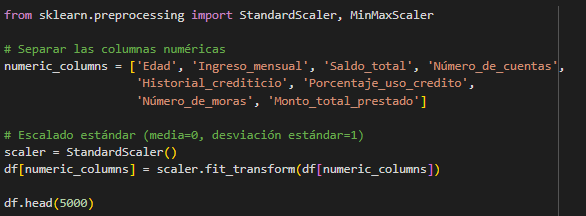 from sklearn.preprocessing import StandardScaler, MinMaxScaler
# Separar las columnas numéricas
numeric_columns = ['Edad', 'Ingreso_mensual', 'Saldo_total', 'Número_de_cuentas',
'Historial_crediticio', 'Porcentaje_uso_credito',
'Número_de_moras', 'Monto_total_prestado']
# Escalado estándar (media=0, desviación estándar=1)
scaler = StandardScaler()
df[numeric_columns] = scaler.fit_transform(df[numeric_columns])
df.head(5000)